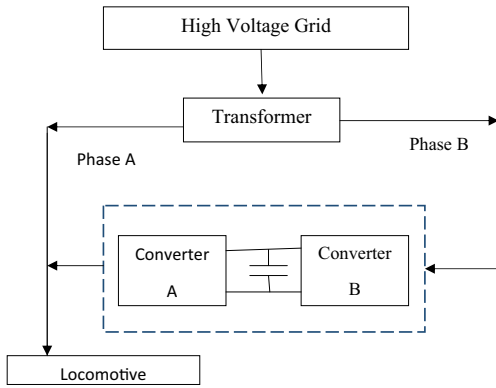 High Voltage Grid
Transformer
Phase A
Phase B
Converter
A
Converter
B
Locomotive